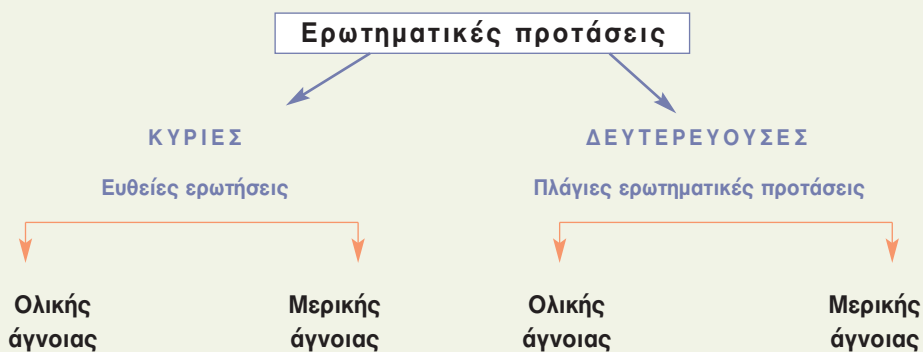 Ερωτηματικές προτάσεις
ΚΥΡΙΕΣ
ΔΕΥΤΕΡΕΥΟΥΣΕΣ
Ευθείες ερωτήσεις
Πλάγιες ερωτηματικές προτάσεις
Ολικής
άγνοιας
Μερικής
άγνοιας
Ολικής
άγνοιας
Μερικής
άγνοιας